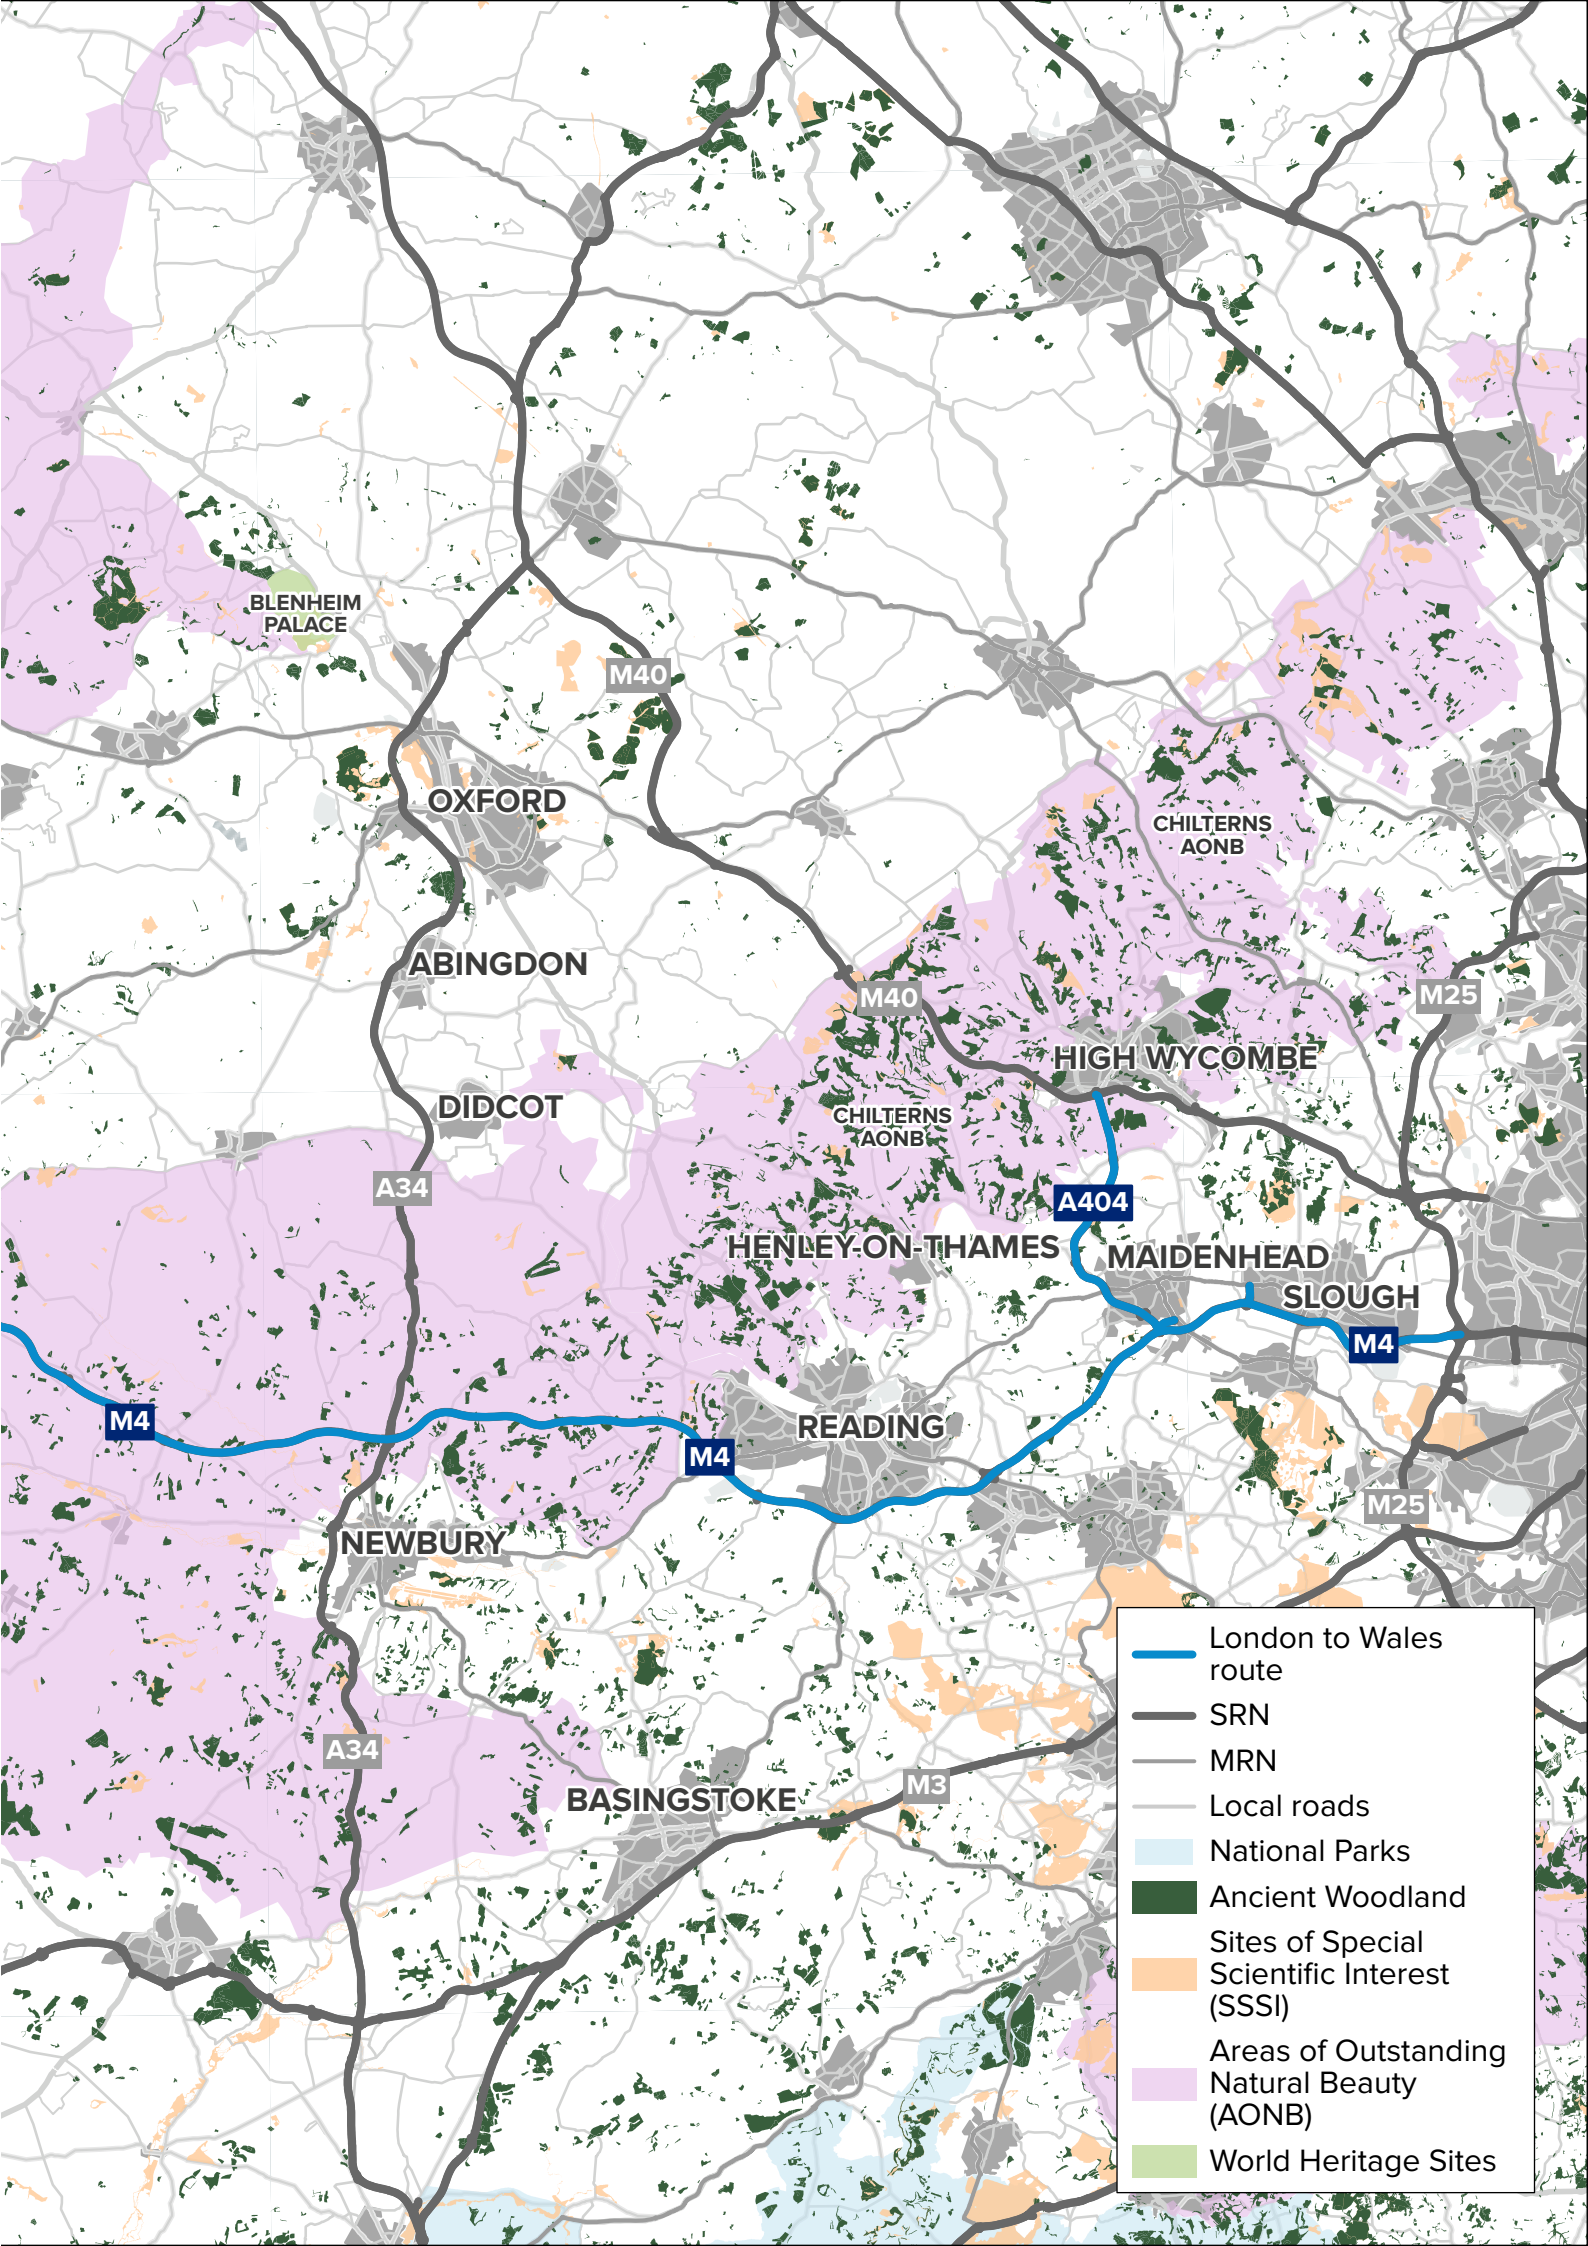 BLENHEIM
PALACE
M40
OXFORD
CHILTERNS
AONB
ABINGDON
M40
M25
HIGH WYCOMBE
DIDCOT
CHILTERNS
AONB
A34
A404
HENLEY-ON-THAMES
MAIDENHEAD
SLOUGH
M4
M4
READING
M4
M25
NEWBURY
A34
M3
BASINGSTOKE
London to Wales
route
SRN
MRN
Local roads
National Parks
Ancient Woodland
Sites of Special
Scientific Interest
(SSSI)
Areas of Outstanding
Natural Beauty
(AONB)
World Heritage Sites